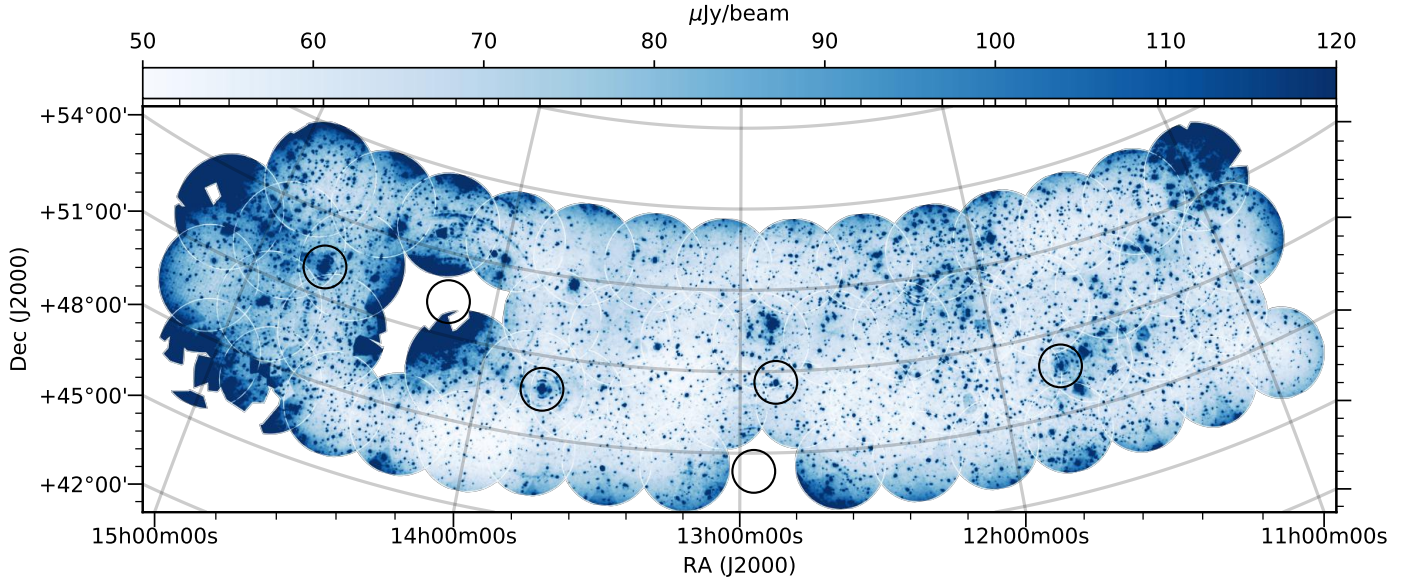 μJy/beam
50 60 70 80 90 100 110 120
+54°00'
+51°00'
+48°00'
+45°00'
+42°00'
Dec (J2000)
15h00m00s 14h00m00s 13h00m00s 12h00m00s 11h00m00s
RA (J2000)